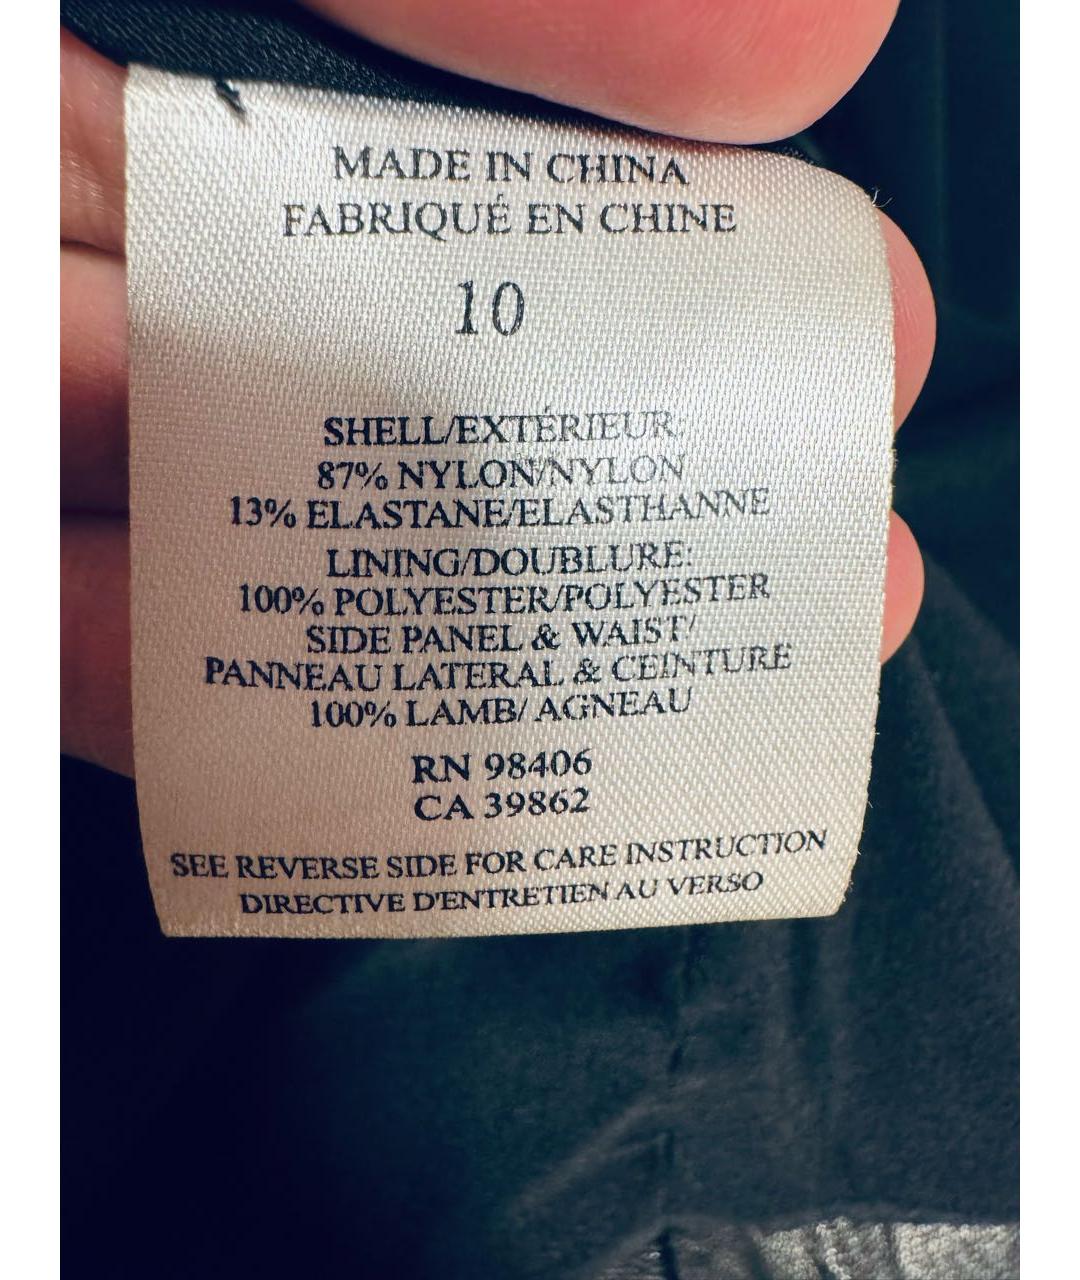 MADE IN CHINA
FABRIQUÉ EN CHINE
10
SHELL/EXTÉRIEUR
87% NYLON/NYLON
13% ELASTANE/ELASTHANNE
LINING/DOUBLURE:
100% POLYESTER/POLYESTER
SIDE PANEL & WAIST/
PANNEAU LATERAL & CEINTURE
100% LAMB/ AGNEAU
RN 98406
CA 39862
SEE REVERSE SIDE FOR CARE INSTRUCTION
DIRECTIVE D'ENTRETIEN AU VERSO